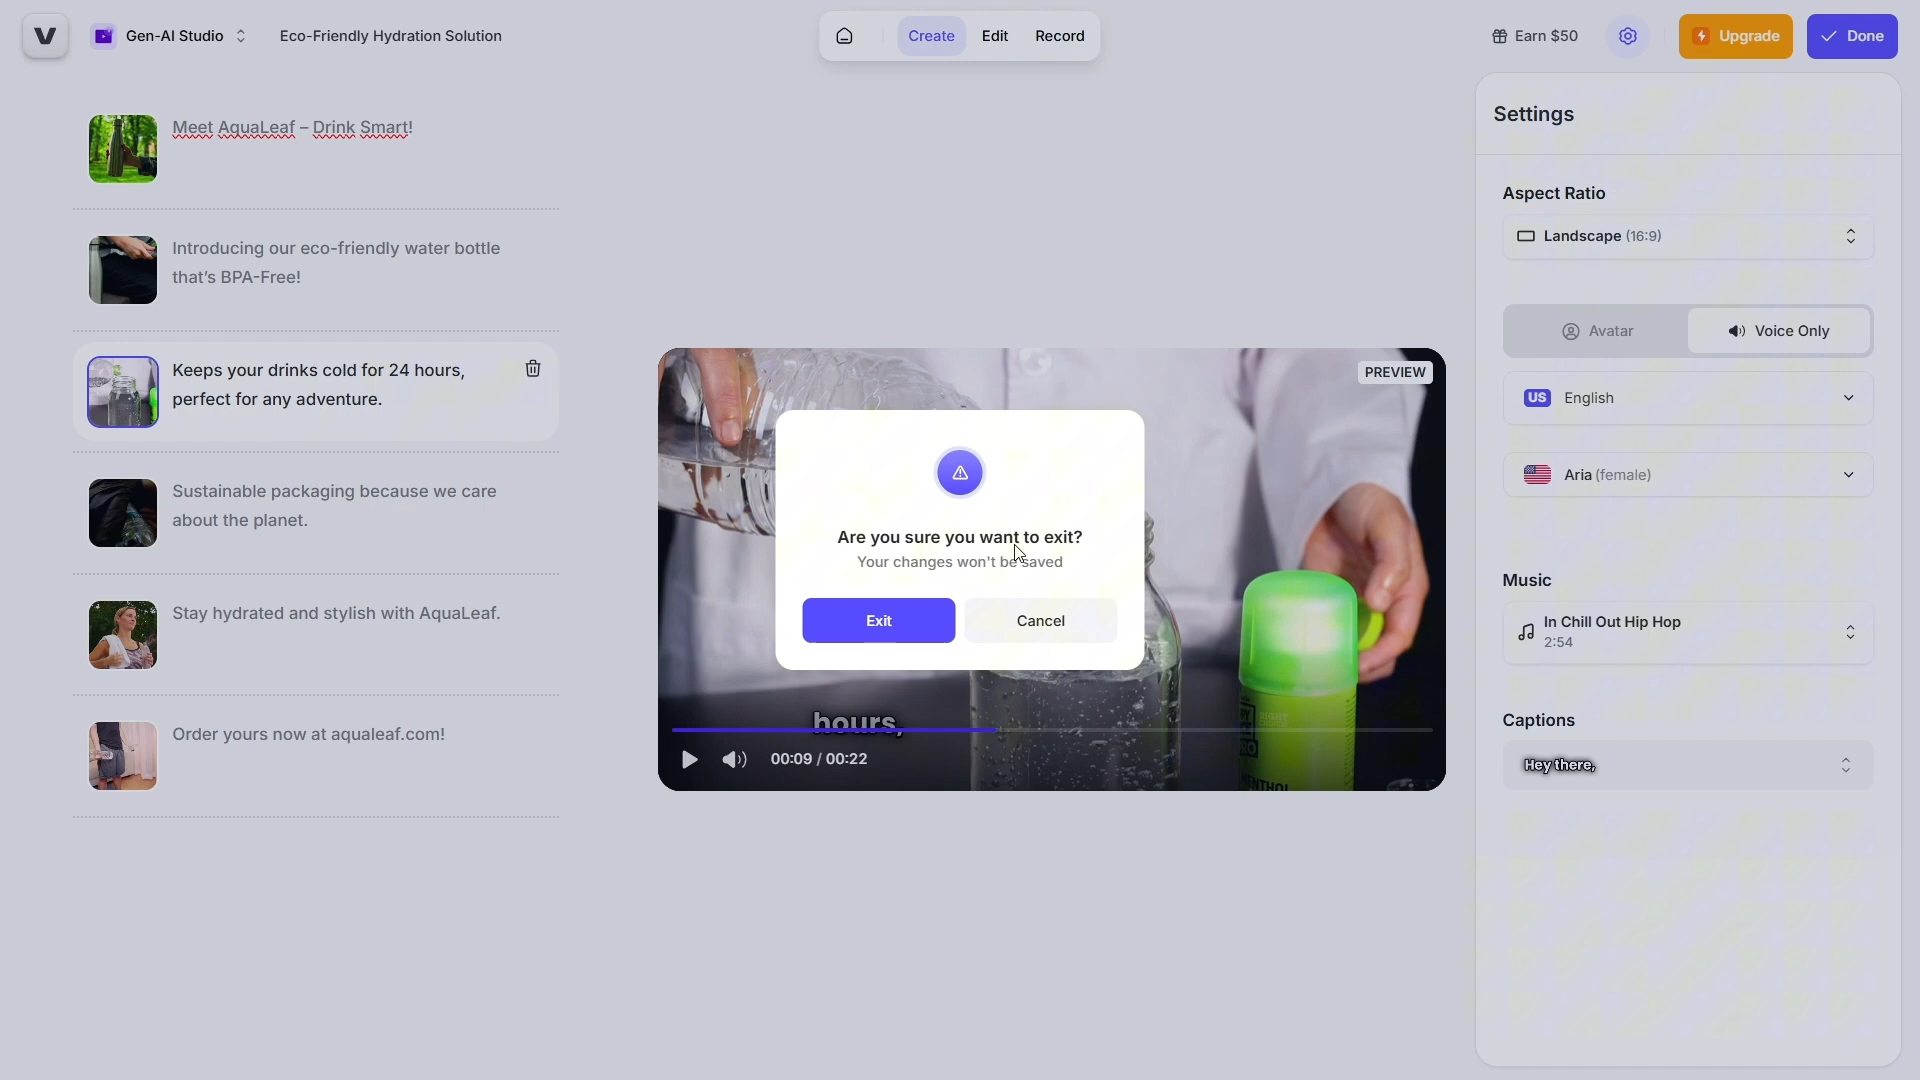 Gen-AI Studio
Eco-Friendly Hydration Solution
Create
Edit
Record
Earn $50
Upgrade
Done
Meet AquaLeaf – Drink Smart!
Introducing our eco-friendly water bottle
that's BPA-Free!
Keeps your drinks cold for 24 hours,
perfect for any adventure.
Sustainable packaging because we care
about the planet.
Stay hydrated and stylish with AquaLeaf.
Order yours now at aqualeaf.com!
PREVIEW
Are you sure you want to exit?
Your changes won't be saved
Exit
Cancel
hours,
00:09 / 00:22
RIGHT
MENTHOL
Settings
Aspect Ratio
Landscape (16:9)
Avatar
Voice Only
US English
Aria (female)
Music
In Chill Out Hip Hop
2:54
Captions
Hey there,